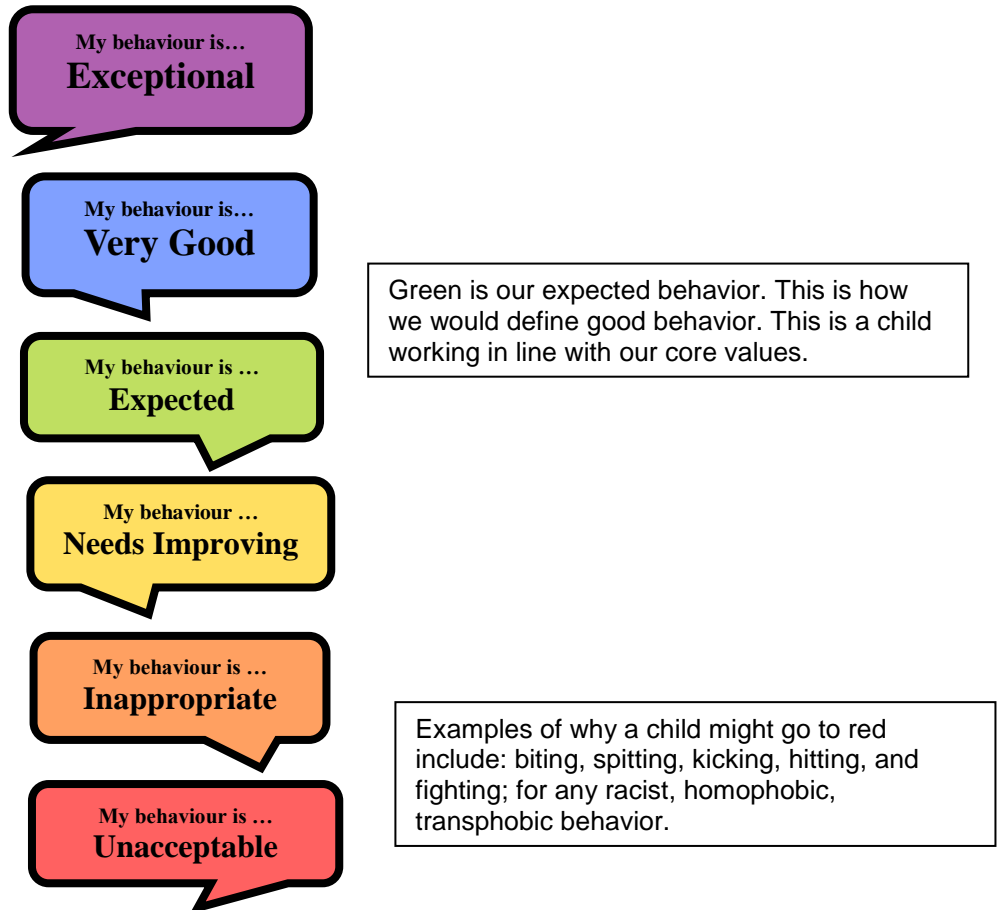 My behaviour is…
Exceptional
My behaviour is…
Very Good
Green is our expected behavior. This is how
we would define good behavior. This is a child
working in line with our core values.
My behaviour is …
Expected
My behaviour …
Needs Improving
My behaviour is …
Inappropriate
Examples of why a child might go to red
include: biting, spitting, kicking, hitting, and
fighting; for any racist, homophobic,
transphobic behavior.
My behaviour is …
Unacceptable